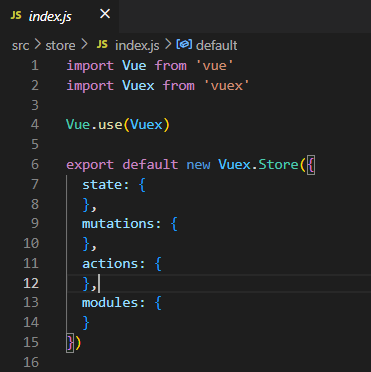 JS index.js ×
src > store > JS index.js > default
1 import Vue from 'vue'
2 import Vuex from 'vuex'
3
4 Vue.use(Vuex)
5
6 export default new Vuex.Store({
7   state: {
8   },
9   mutations: {
10   },
11   actions: {
12   },
13   modules: {
14   }
15 })
16